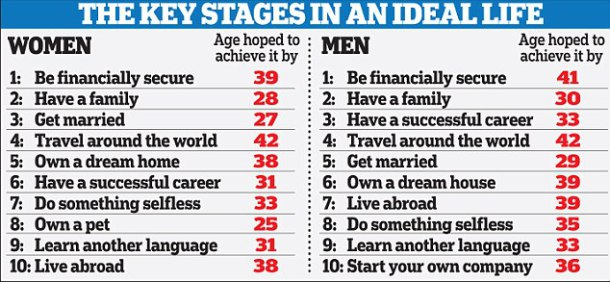 THE KEY STAGES IN AN IDEAL LIFE
WOMEN Age hoped to achieve it by
1: Be financially secure 39
2: Have a family 28
3: Get married 27
4: Travel around the world 42
5: Own a dream home 38
6: Have a successful career 31
7: Do something selfless 33
8: Own a pet 25
9: Learn another language 31
10: Live abroad 38
MEN Age hoped to achieve it by
1: Be financially secure 41
2: Have a family 30
3: Have a successful career 33
4: Travel around the world 42
5: Get married 29
6: Own a dream house 39
7: Live abroad 39
8: Do something selfless 35
9: Learn another language 33
10: Start your own company 36